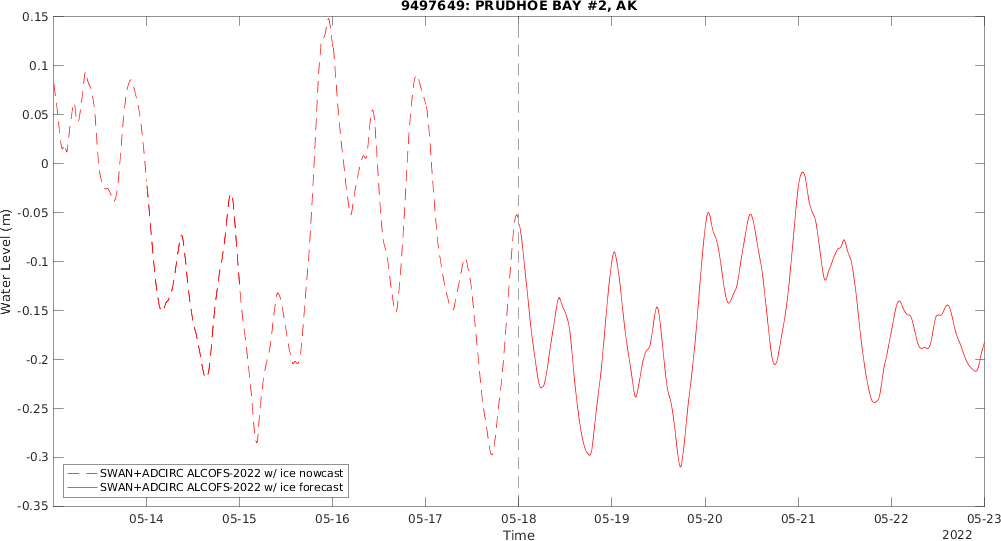 9497649: PRUDHOE BAY #2, AK
0.15
0.1
0.05
0
-0.05
-0.1
-0.15
-0.2
-0.25
-0.3
-0.35
Water Level (m)
SWAN+ADCIRC ALCOFS-2022 w/ ice nowcast
SWAN+ADCIRC ALCOFS-2022 w/ ice forecast
05-14 05-15 05-16 05-17 05-18 05-19 05-20 05-21 05-22 05-23
Time
2022